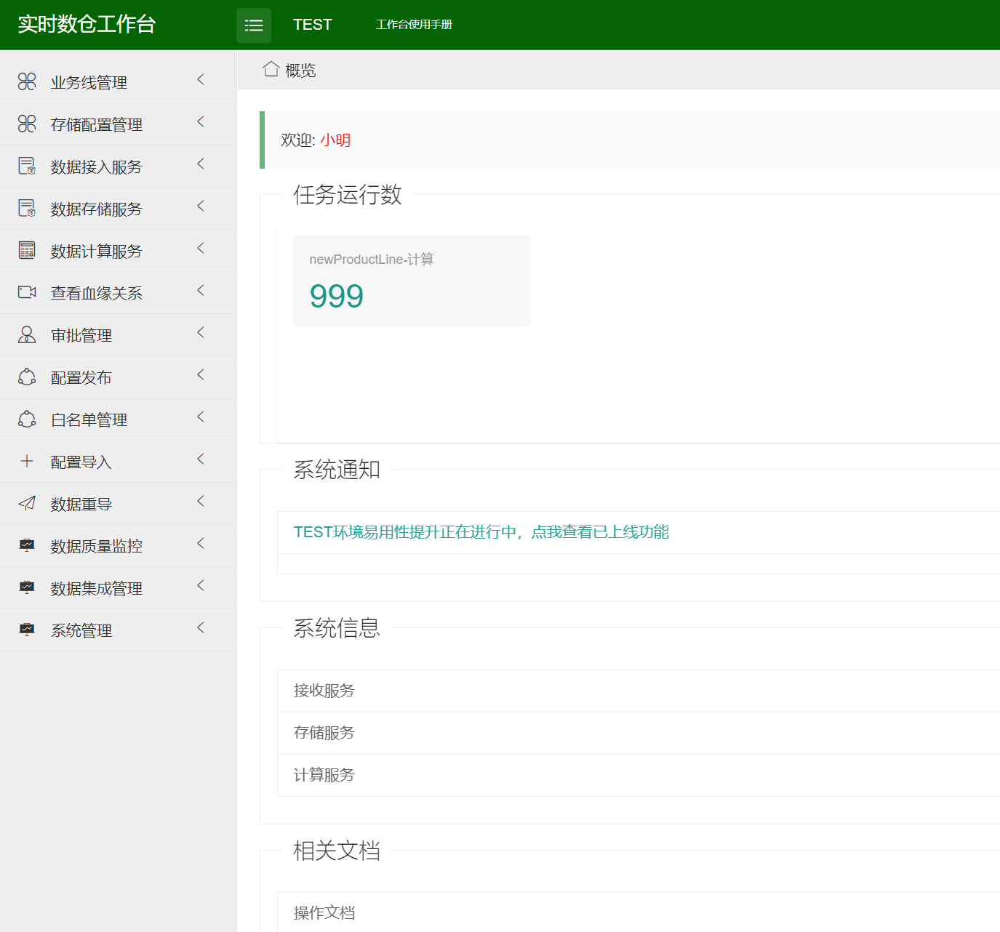 实时数仓工作台
TEST
工作台使用手册
业务线管理
存储配置管理
数据接入服务
数据存储服务
数据计算服务
查看血缘关系
审批管理
配置发布
白名单管理
配置导入
数据重导
数据质量监控
数据集成管理
系统管理
概览
欢迎: 小明
任务运行数
newProductLine-计算
999
系统通知
TEST环境易用性提升正在进行中，点我查看已上线功能
系统信息
接收服务
存储服务
计算服务
相关文档
操作文档